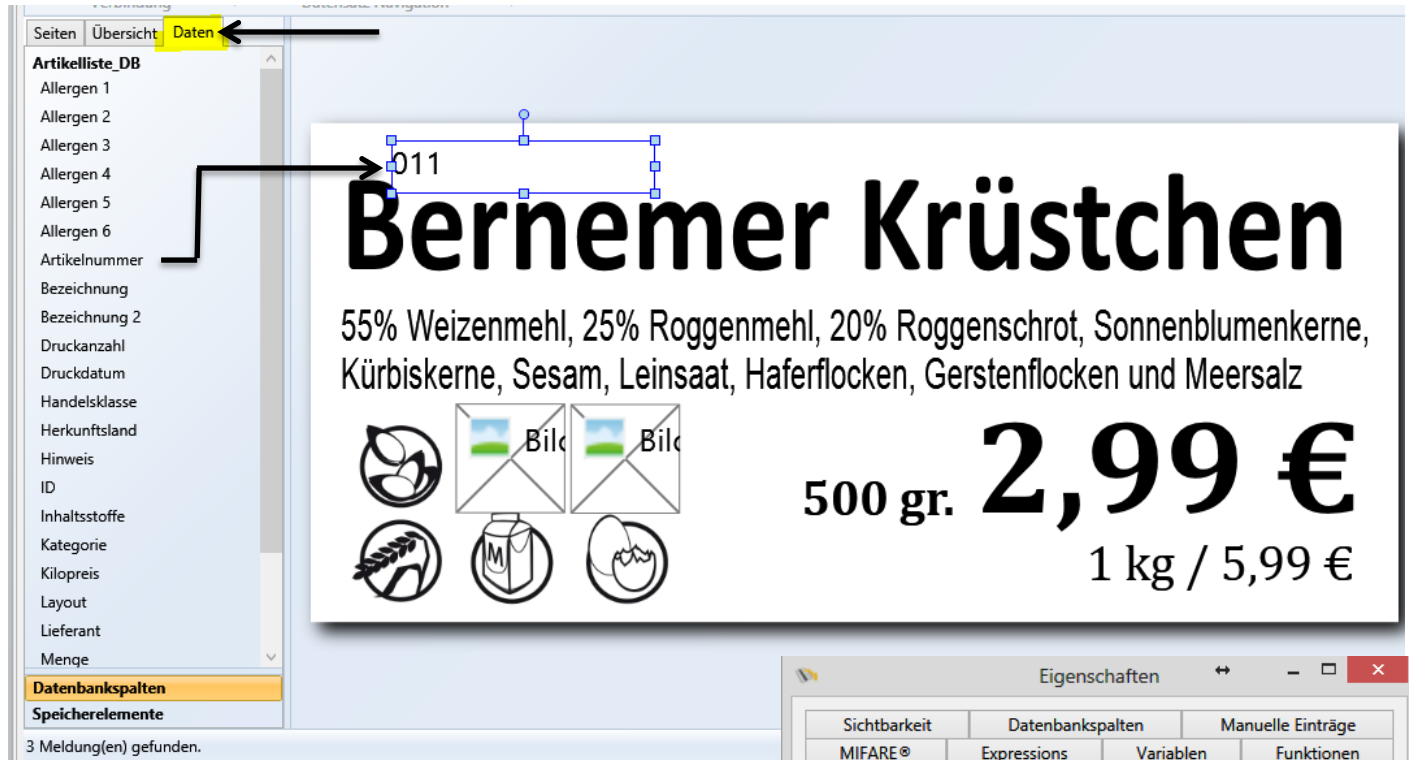 Verbindung
Datensatz Navigation
Seiten Übersicht Daten
Artikelliste_DB
Allergen 1
Allergen 2
Allergen 3
Allergen 4
Allergen 5
Allergen 6
Artikelnummer
Bezeichnung
Bezeichnung 2
Druckanzahl
Druckdatum
Handelsklasse
Herkunftsland
Hinweis
ID
Inhaltsstoffe
Kategorie
Kilopreis
Layout
Lieferant
Menge
Datenbankspalten
Speicherelemente
3 Meldung(en) gefunden.
011
Bernemer Krüstchen
55% Weizenmehl, 25% Roggenmehl, 20% Roggenschrot, Sonnenblumenkerne,
Kürbiskerne, Sesam, Leinsaat, Haferflocken, Gerstenflocken und Meersalz
M
500 gr. 2,99 €
1 kg / 5,99 €
Eigenschaften
Sichtbarkeit Datenbankspalten Manuelle Einträge
MIFARE® Expressions Variablen Funktionen